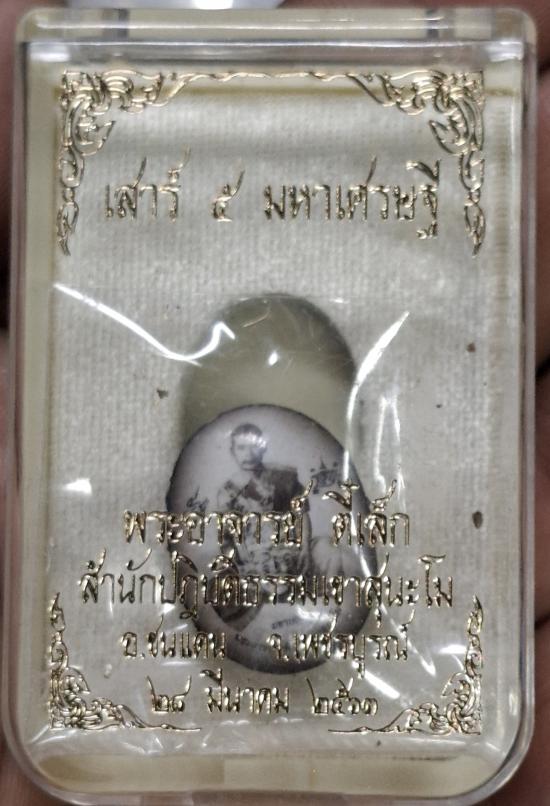 เสาร์ ๕ มหาเศรษฐี
พระอาจารย์ ตี๋เล็ก
สำนักปฏิบัติธรรมเขาสุนะโม
อ.ชนแดน จ.เพชรบูรณ์
๒๘ มีนาคม ๒๕๖๓